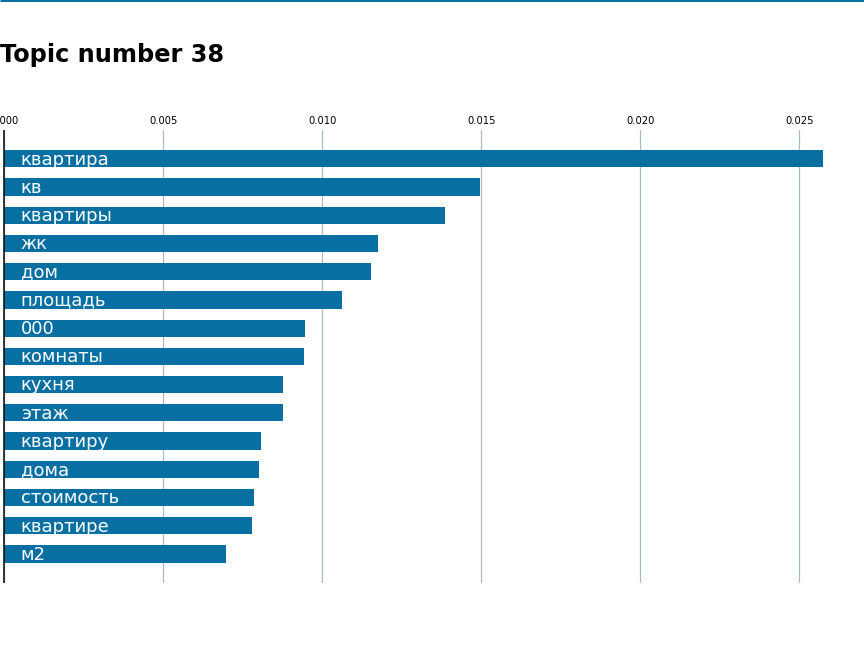 Topic number 38
000 0.005 0.010 0.015 0.020 0.025
квартира
кв
квартиры
жк
дом
площадь
000
комнаты
кухня
этаж
квартиру
дома
стоимость
квартире
м2